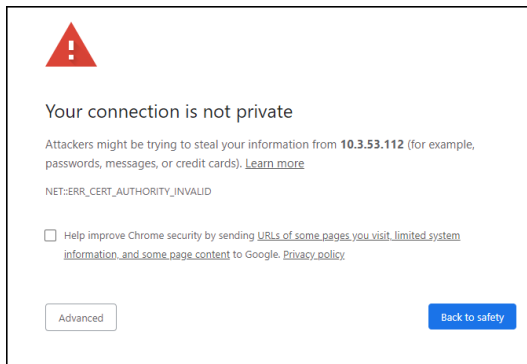 Your connection is not private
Attackers might be trying to steal your information from 10.3.53.112 (for example,
passwords, messages, or credit cards). Learn more
NET::ERR_CERT_AUTHORITY_INVALID
Help improve Chrome security by sending URLs of some pages you visit, limited system
information, and some page content to Google. Privacy policy
Advanced
Back to safety